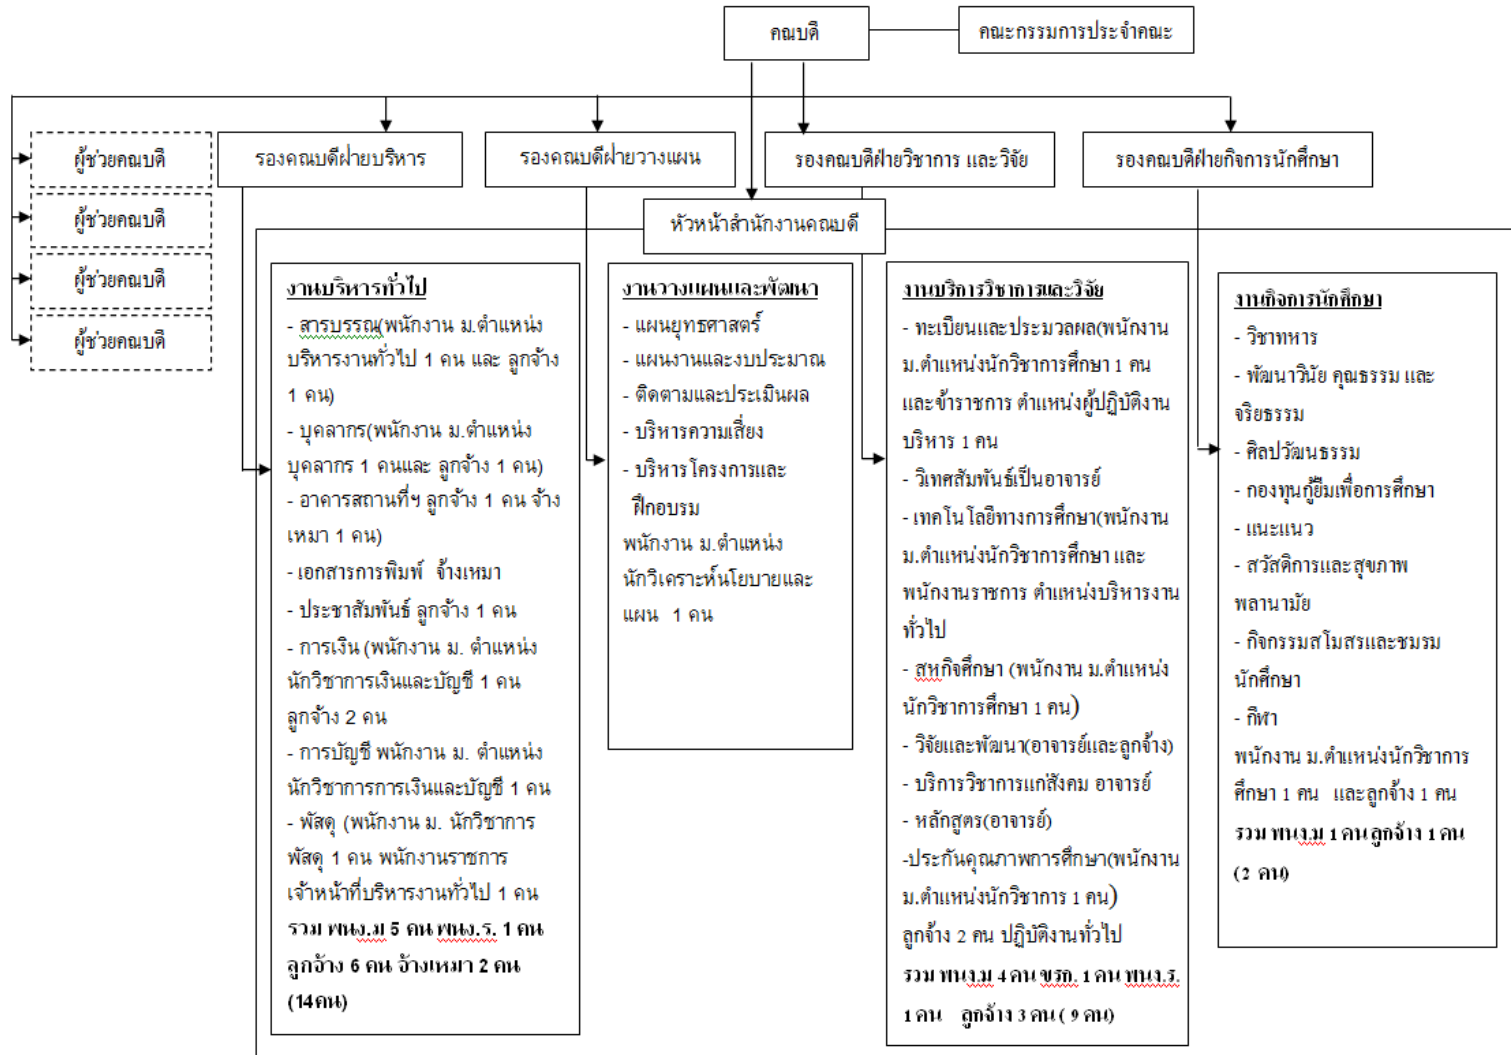 คณบดี
คณะกรรมการประจำคณะ
ผู้ช่วยคณบดี
รองคณบดีฝ่ายบริหาร
รองคณบดีฝ่ายวางแผน
รองคณบดีฝ่ายวิชาการ และวิจัย
รองคณบดีฝ่ายกิจการนักศึกษา
ผู้ช่วยคณบดี
ผู้ช่วยคณบดี
ผู้ช่วยคณบดี
หัวหน้าสำนักงานคณบดี
งานบริหารทั่วไป
- สารบรรณ(พนักงาน ม.ตำแหน่ง
บริหารงานทั่วไป 1 คน และ ลูกจ้าง
1 คน)
- บุคลากร(พนักงาน ม.ตำแหน่ง
บุคลากร 1 คนและ ลูกจ้าง 1 คน)
- อาคารสถานที่ฯ ลูกจ้าง 1 คน จ้าง
เหมา 1 คน)
- เอกสารการพิมพ์ จ้างเหมา
- ประชาสัมพันธ์ ลูกจ้าง 1 คน
- การเงิน (พนักงาน ม. ตำแหน่ง
นักวิชาการเงินและบัญชี 1 คน
ลูกจ้าง 2 คน
- การบัญชี พนักงาน ม. ตำแหน่ง
นักวิชาการการเงินและบัญชี 1 คน
- พัสดุ (พนักงาน ม. นักวิชาการ
พัสดุ 1 คน พนักงานราชการ
เจ้าหน้าที่บริหารงานทั่วไป 1 คน
รวม พนง.ม 5 คน พนง.ร. 1 คน
ลูกจ้าง 6 คน จ้างเหมา 2 คน
(14คน)
งานวางแผนและพัฒนา
- แผนยุทธศาสตร์
- แผนงานและงบประมาณ
- ติดตามและประเมินผล
- บริหารความเสี่ยง
- บริหารโครงการและ
ฝึกอบรม
พนักงาน ม.ตำแหน่ง
นักวิเคราะห์นโยบายและ
แผน 1 คน
งานบริการวิชาการและวิจัย
- ทะเบียนและประมวลผล(พนักงาน
ม.ตำแหน่งนักวิชาการศึกษา 1 คน
และข้าราชการ ตำแหน่งผู้ปฏิบัติงาน
บริหาร 1 คน
- วิเทศสัมพันธ์เป็นอาจารย์
- เทคโนโลยีทางการศึกษา(พนักงาน
ม.ตำแหน่งนักวิชาการศึกษา และ
พนักงานราชการ ตำแหน่งบริหารงาน
ทั่วไป
- สหกิจศึกษา (พนักงาน ม.ตำแหน่ง
นักวิชาการศึกษา 1 คน)
- วิจัยและพัฒนา(อาจารย์และลูกจ้าง)
- บริการวิชาการแก่สังคม อาจารย์
- หลักสูตร(อาจารย์)
-ประกันคุณภาพการศึกษา(พนักงาน
ม.ตำแหน่งนักวิชาการ 1 คน)
ลูกจ้าง 2 คน ปฏิบัติงานทั่วไป
รวม พนง.ม 4 คน ขรก. 1 คน พนง.ร.
1 คน ลูกจ้าง 3 คน ( 9 คน)
งานกิจการนักศึกษา
- วิชาทหาร
- พัฒนาวินัย คุณธรรม และ
จริยธรรม
- ศิลปวัฒนธรรม
- กองทุนกู้ยืมเพื่อการศึกษา
- แนะแนว
- สวัสดิการและสุขภาพ
พลานามัย
- กิจกรรมสโมสรและชมรม
นักศึกษา
- กีฬา
พนักงาน ม.ตำแหน่งนักวิชาการ
ศึกษา 1 คน และลูกจ้าง 1 คน
รวม พนง.ม 1 คน ลูกจ้าง 1 คน
(2 คน)